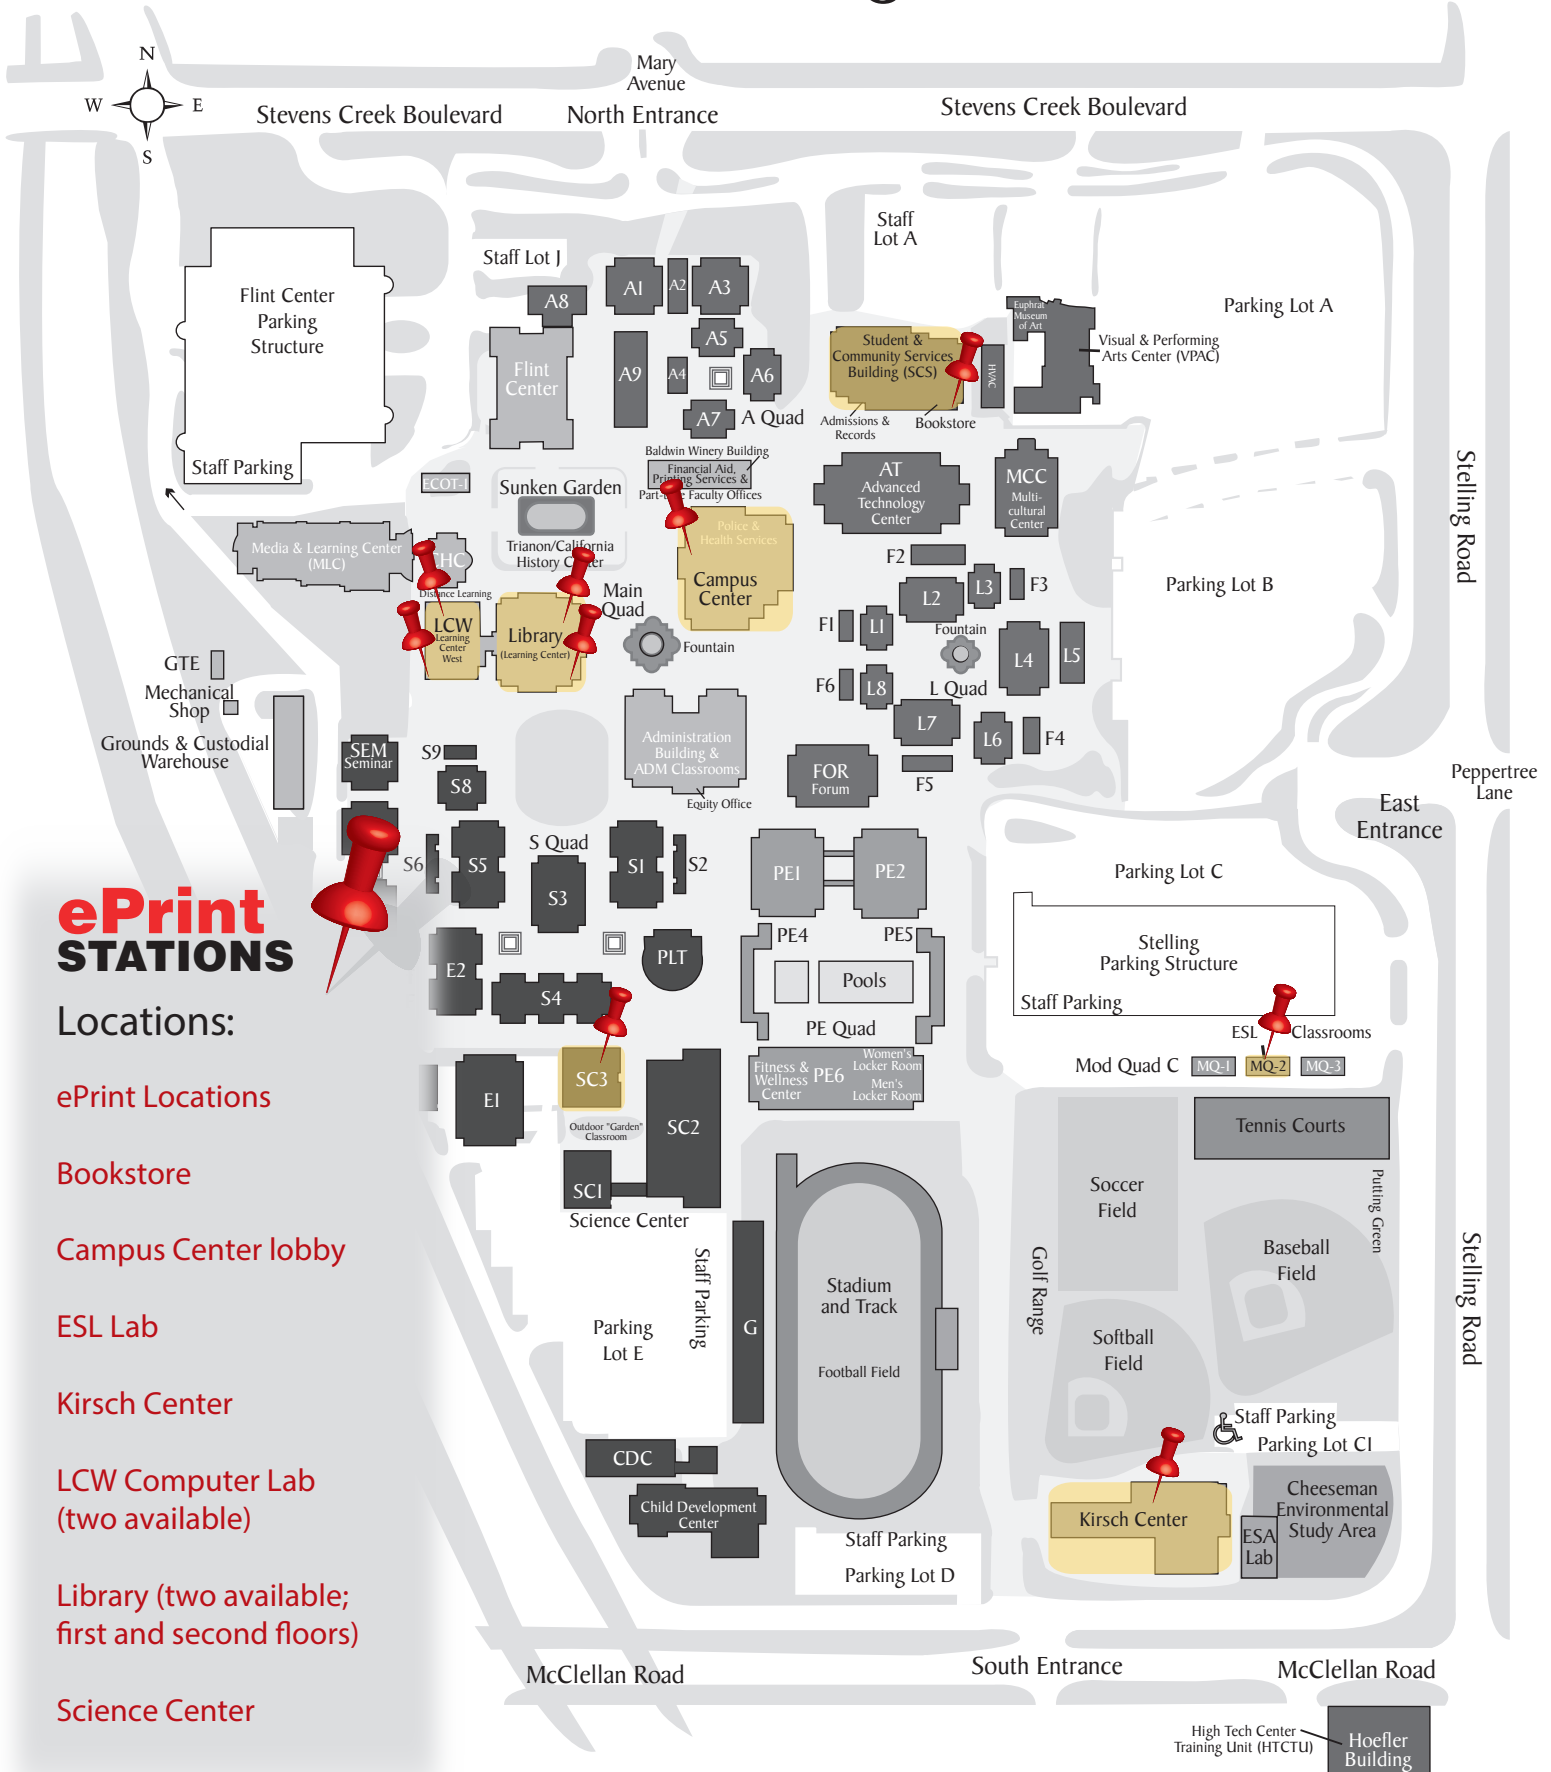 N
W
E
S
Mary
Avenue
Stevens Creek Boulevard
North Entrance
Stevens Creek Boulevard
Staff
Lot A
Staff Lot J
Flint Center
Parking
Structure
Staff Parking
A1
A2
A3
A8
A5
A9
A4
A6
A7
A Quad
Flint
Center
Student &
Community Services
Building (SCS)
Admissions &
Records
Bookstore
HVAC
Euphrat
Museum
of Art
Visual & Performing
Arts Center (VPAC)
Parking Lot A
Stelling Road
Baldwin Winery Building
Financial Aid,
Printing Services &
Part-time Faculty Offices
ECOT-1
Sunken Garden
Trianon/California
History Center
Media & Learning Center
(MLC)
CHC
Distance Learning
LCW
Learning
Center
West
Library
(Learning Center)
Main
Quad
Police &
Health Services
Campus
Center
Fountain
AT
Advanced
Technology
Center
MCC
Multi-
cultural
Center
F2
L3
F3
L2
F1
L1
Fountain
L4
L5
F6
L8
L Quad
L7
L6
F4
F5
Parking Lot B
GTE
Mechanical
Shop
Grounds & Custodial
Warehouse
SEM
Seminar
S9
S8
Administration
Building &
ADM Classrooms
Equity Office
FOR
Forum
Peppertree
Lane
East
Entrance
S6
S5
S Quad
S3
S1
S2
PE1
PE2
Parking Lot C
Stelling
Parking Structure
Staff Parking
PE4
PE5
Pools
PE Quad
E2
PLT
S4
ESL Classrooms
Mod Quad C
MQ-1
MQ-2
MQ-3
SC3
E1
SC2
Outdoor "Garden"
Classroom
SC1
Science Center
Fitness &
Wellness
Center
PE6
Women's
Locker Room
Men's
Locker Room
Tennis Courts
Putting Green
Soccer
Field
Baseball
Field
Golf Range
Softball
Field
Stelling Road
Staff Parking
Parking
Lot E
G
Stadium
and Track
Football Field
CDC
Child Development
Center
Staff Parking
Parking Lot D
Staff Parking
Parking Lot C1
Kirsch Center
ESA
Lab
Cheeseman
Environmental
Study Area
McClellan Road
South Entrance
McClellan Road
High Tech Center
Training Unit (HTCTU)
Hoefler
Building
ePrint
STATIONS
Locations:
ePrint Locations
Bookstore
Campus Center lobby
ESL Lab
Kirsch Center
LCW Computer Lab
(two available)
Library (two available;
first and second floors)
Science Center